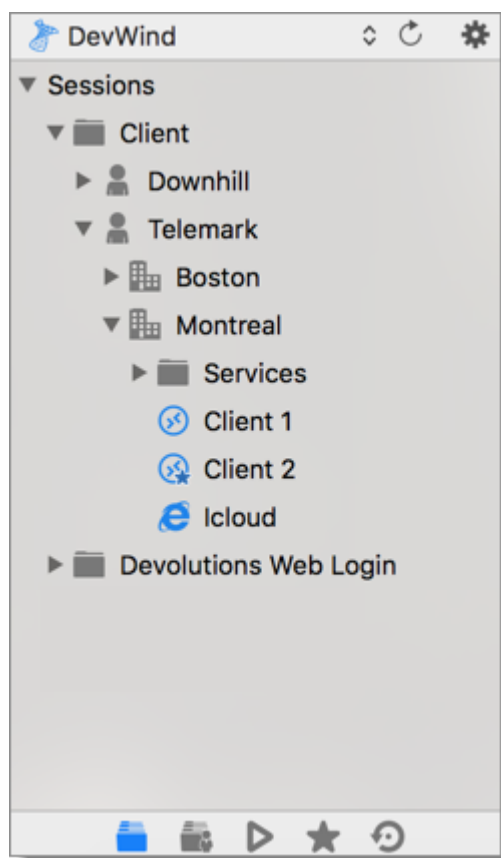 DevWind
Sessions
Client
Downhill
Telemark
Boston
Montreal
Services
Client 1
Client 2
Icloud
Devolutions Web Login